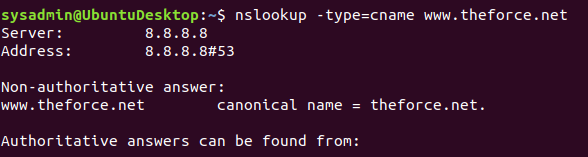 sysadmin@UbuntuDesktop:~$ nslookup -type=cname www.theforce.net
Server:         8.8.8.8
Address:        8.8.8.8#53
Non-authoritative answer:
www.theforce.net        canonical name = theforce.net.
Authoritative answers can be found from: